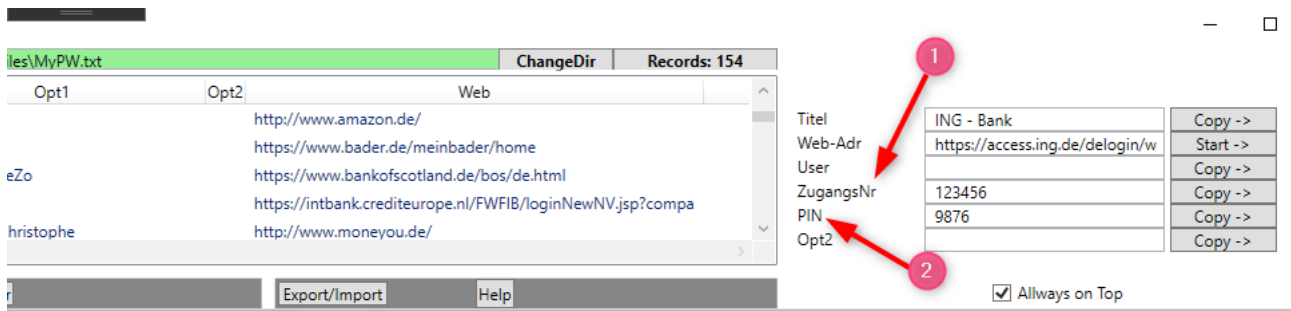 iles\MyPW.txt ChangeDir Records: 154
1
Opt1 Opt2 Web
http://www.amazon.de/
https://www.bader.de/meinbader/home
eZo https://www.bankofscotland.de/bos/de.html
https://intbank.crediteurope.nl/FWFIB/loginNewNV.jsp?compa
hristophe http://www.moneyou.de/
Titel ING - Bank Copy ->
Web-Adr https://access.ing.de/delogin/w Start ->
User Copy ->
ZugangsNr 123456 Copy ->
PIN 9876 Copy ->
Opt2 Copy ->
2
r Export/Import Help
Allways on Top